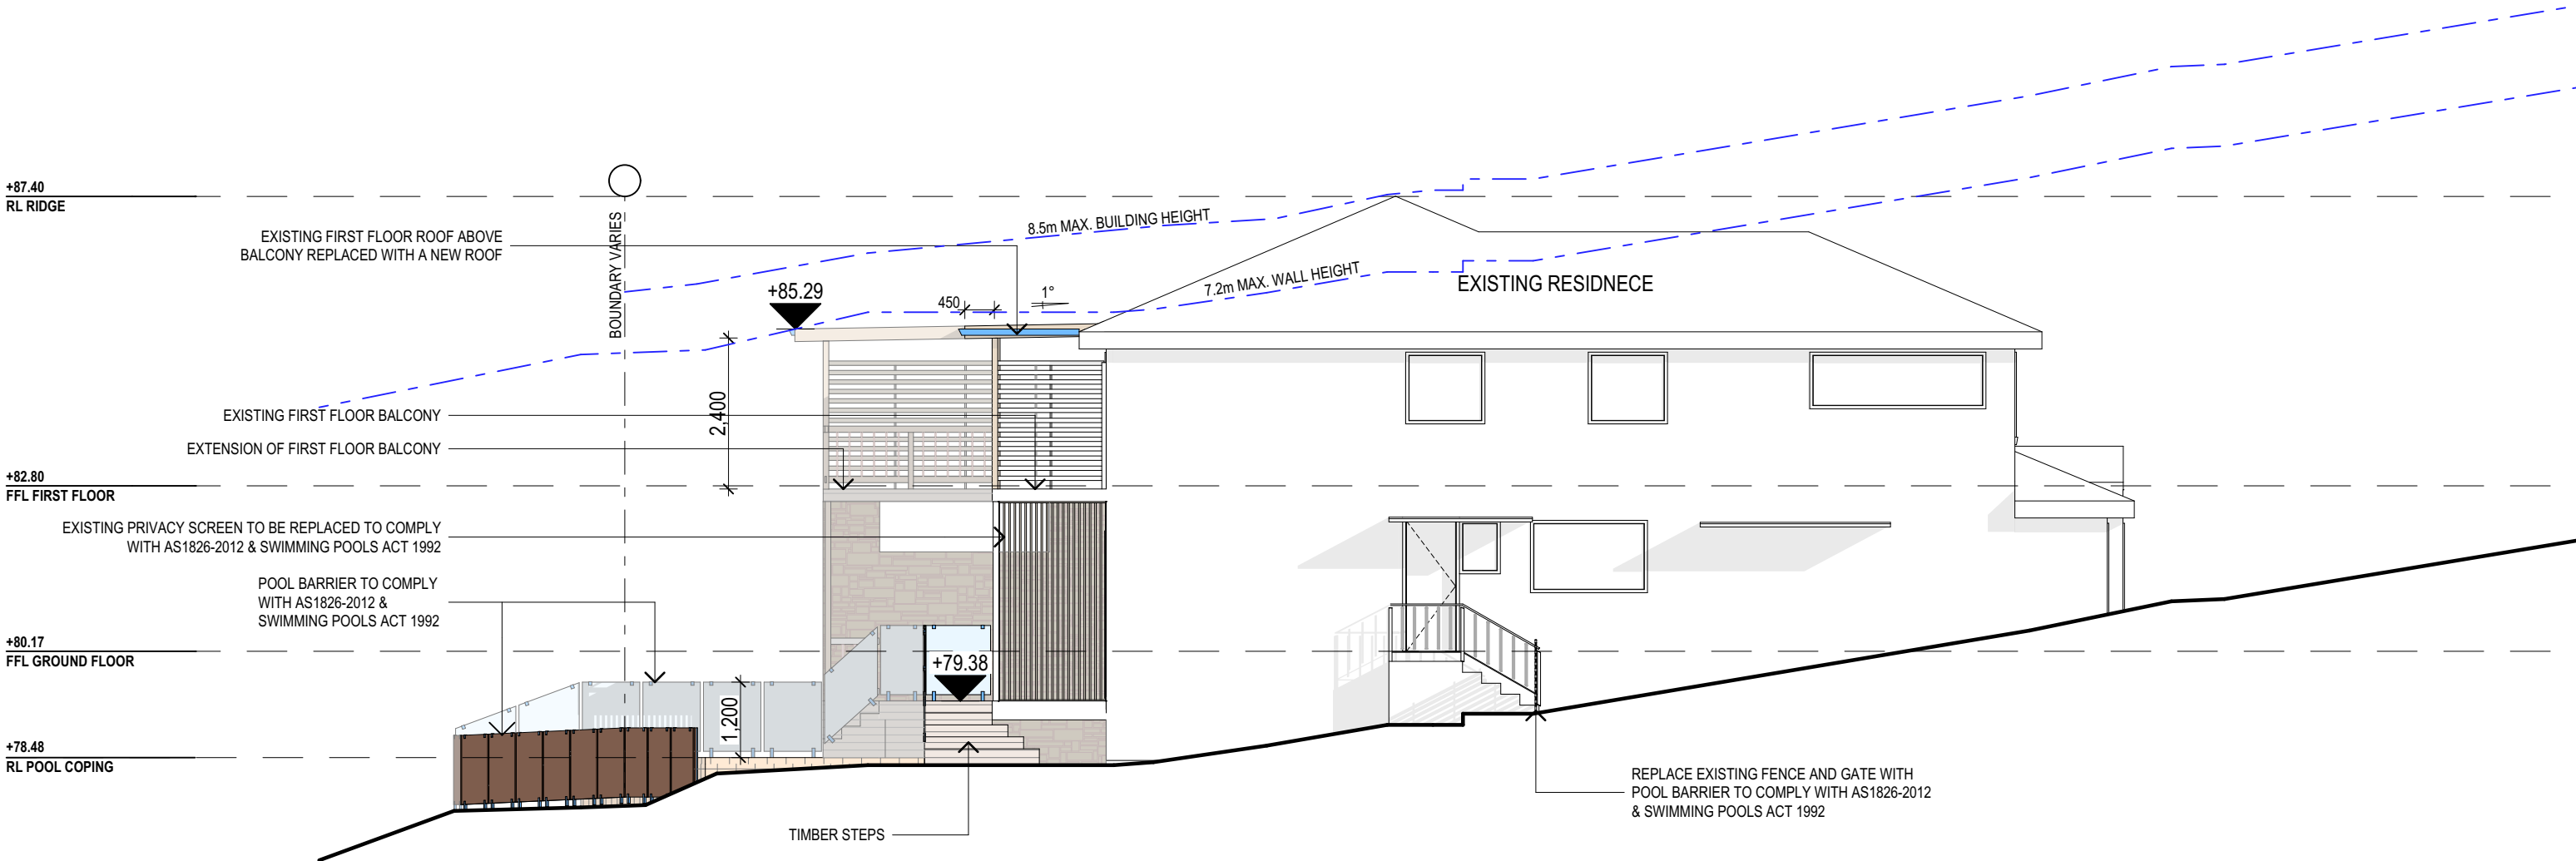 +87.40
RL RIDGE
BOUNDARY VARIES
EXISTING FIRST FLOOR ROOF ABOVE
BALCONY REPLACED WITH A NEW ROOF
8.5m MAX. BUILDING HEIGHT
7.2m MAX. WALL HEIGHT
EXISTING RESIDNECE
+85.29
450
1°
2,400
EXISTING FIRST FLOOR BALCONY
EXTENSION OF FIRST FLOOR BALCONY
+82.80
FFL FIRST FLOOR
EXISTING PRIVACY SCREEN TO BE REPLACED TO COMPLY
WITH AS1826-2012 & SWIMMING POOLS ACT 1992
POOL BARRIER TO COMPLY
WITH AS1826-2012 &
SWIMMING POOLS ACT 1992
+80.17
FFL GROUND FLOOR
+79.38
1,200
+78.48
RL POOL COPING
TIMBER STEPS
REPLACE EXISTING FENCE AND GATE WITH
POOL BARRIER TO COMPLY WITH AS1826-2012
& SWIMMING POOLS ACT 1992